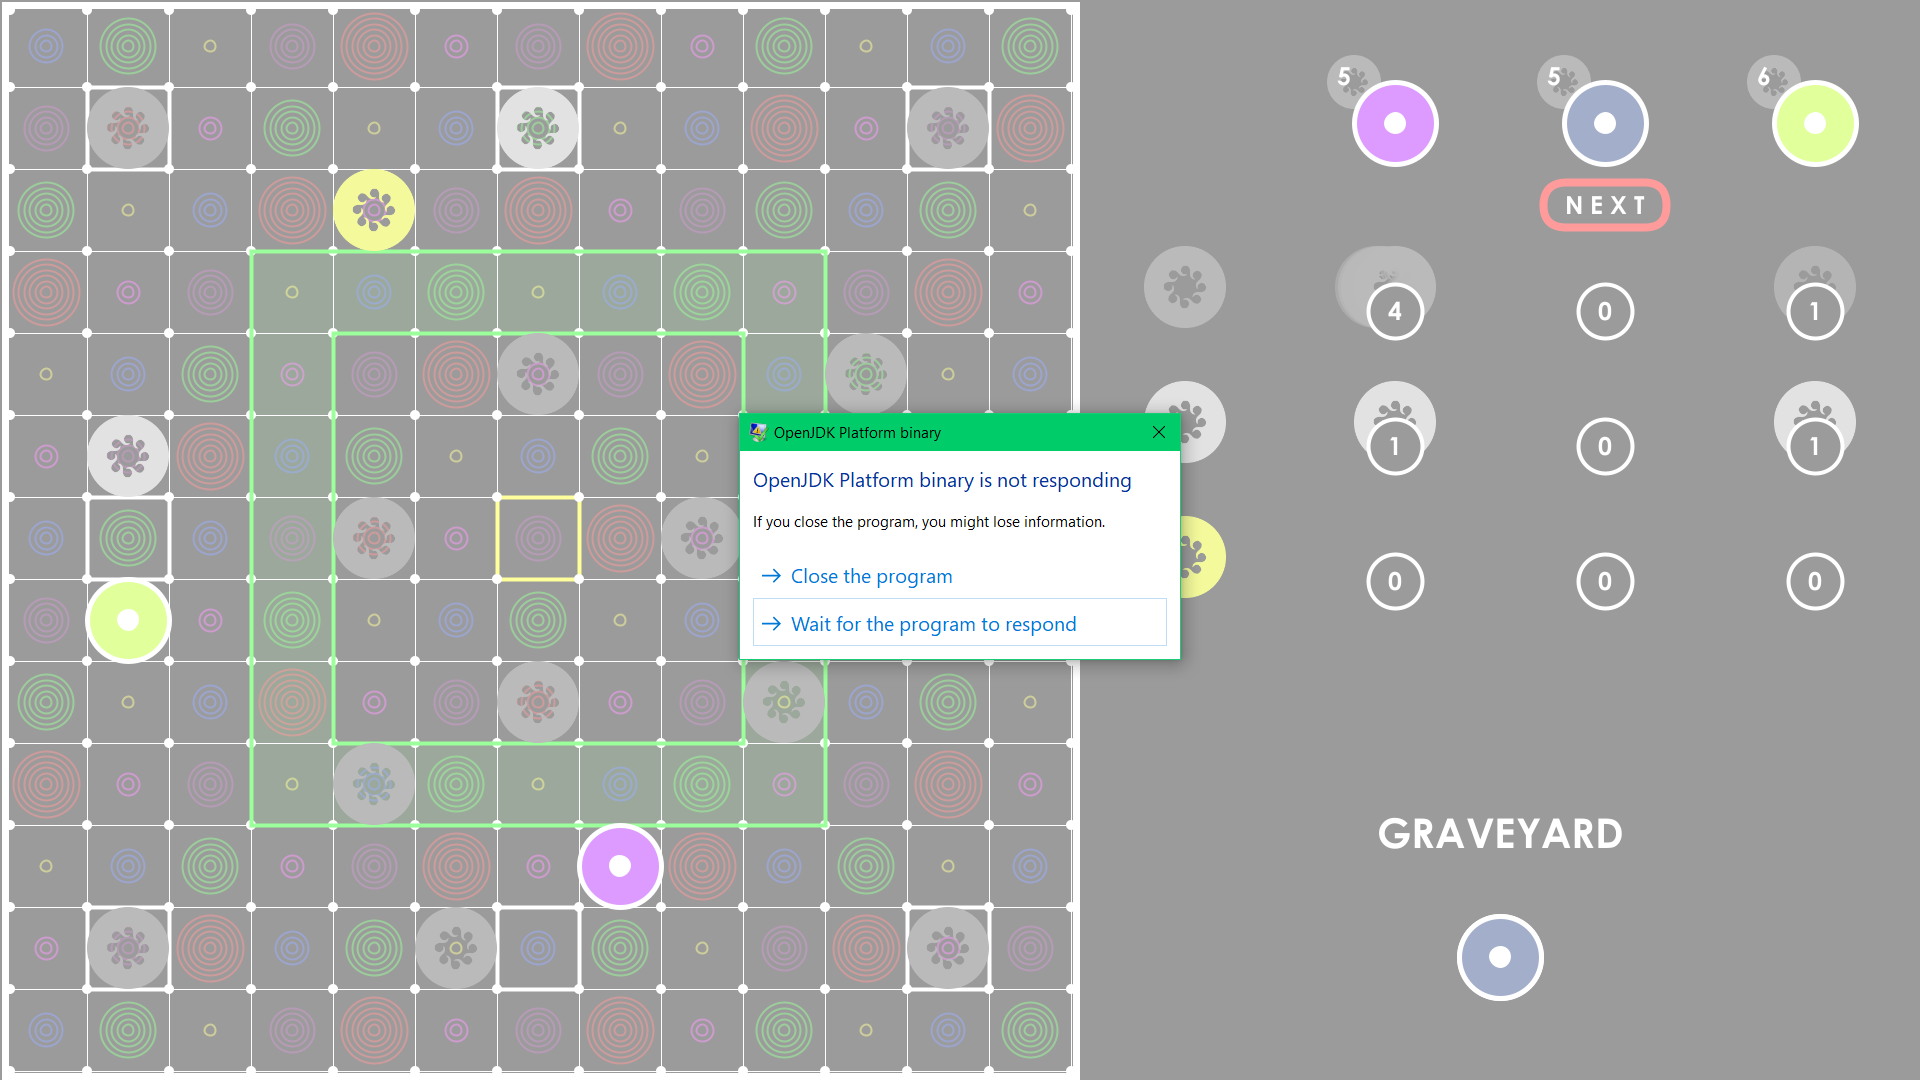 5
5
6
NEXT
4
0
1
1
0
1
0
0
0
OpenJDK Platform binary
OpenJDK Platform binary is not responding
If you close the program, you might lose information.
Close the program
Wait for the program to respond
GRAVEYARD